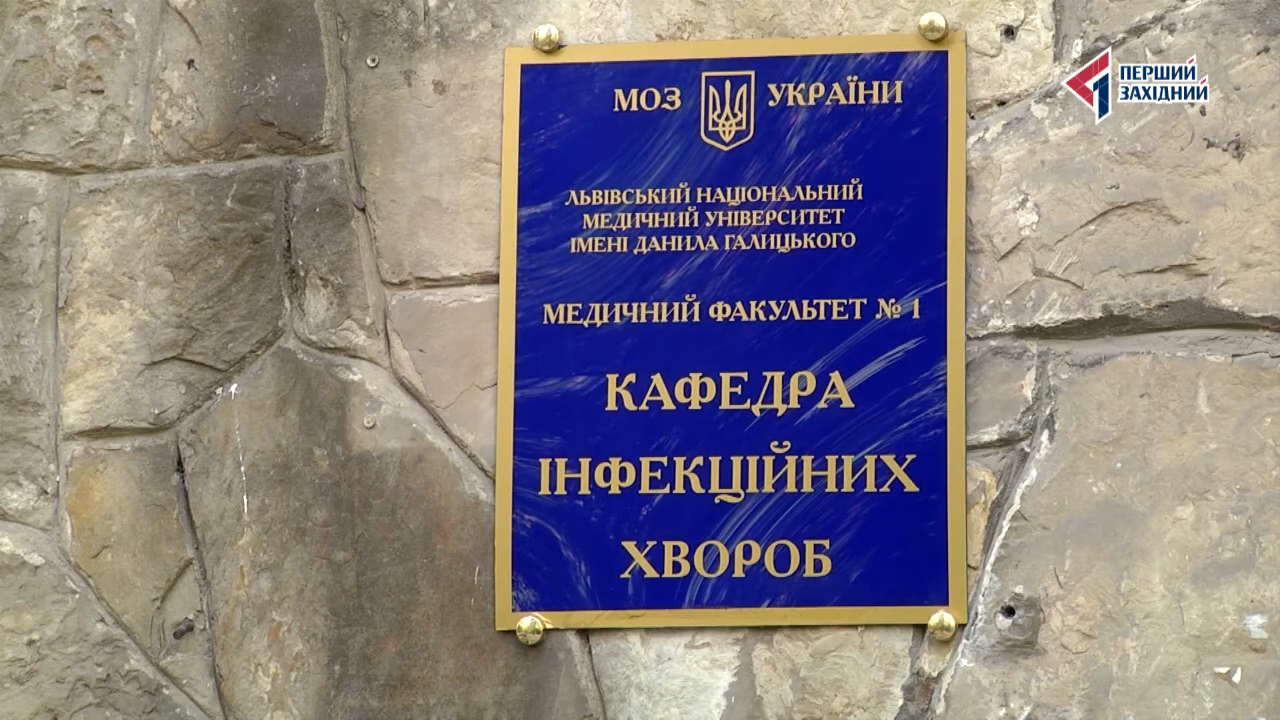 МОЗ УКРАЇНИ
ЛЬВІВСЬКИЙ НАЦІОНАЛЬНИЙ
МЕДИЧНИЙ УНІВЕРСИТЕТ
ІМЕНІ ДАНИЛА ГАЛИЦЬКОГО
МЕДИЧНИЙ ФАКУЛЬТЕТ № 1
КАФЕДРА
ІНФЕКЦІЙНИХ
ХВОРОБ
ПЕРШИЙ
ЗАХІДНИЙ